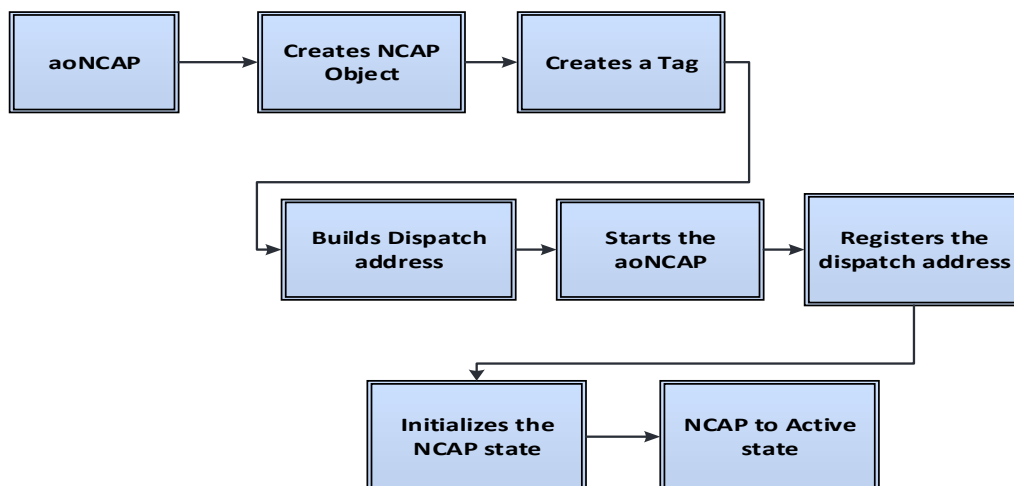 aoNCAP
Creates NCAP
Object
Creates a Tag
Builds Dispatch
address
Starts the
aoNCAP
Registers the
dispatch address
Initializes the
NCAP state
NCAP to Active
state